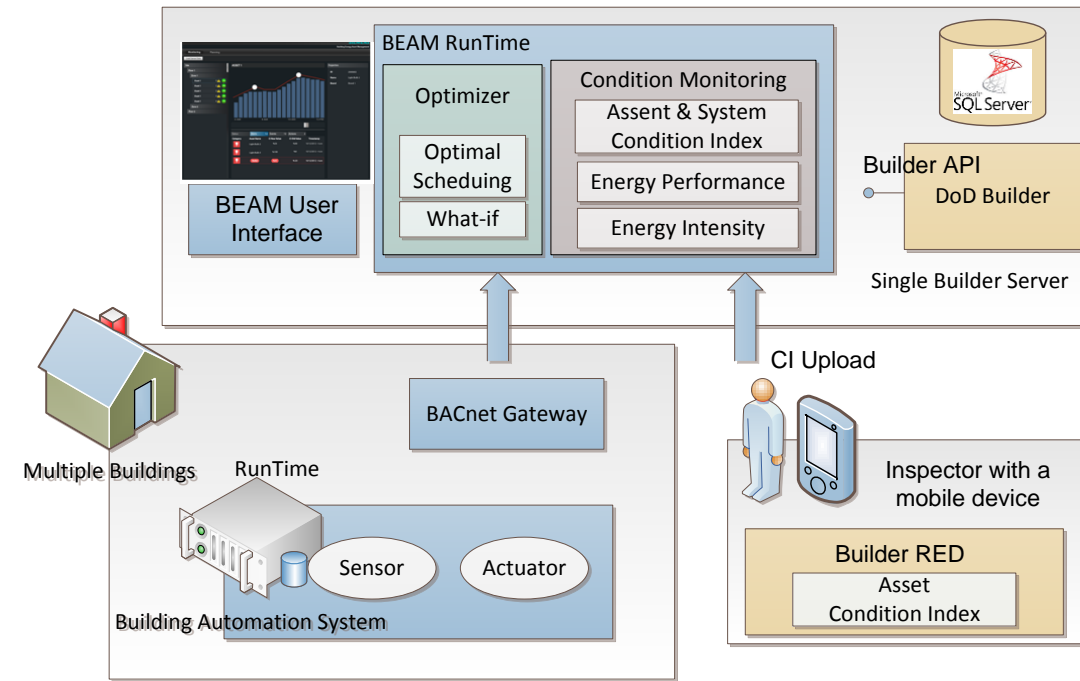 BEAM RunTime
Optimizer
Optimal
Scheduing
What-if
Condition Monitoring
Assent & System
Condition Index
Energy Performance
Energy Intensity
BEAM User
Interface
Microsoft
SQL Server
Builder API
DoD Builder
Single Builder Server
CI Upload
BACnet Gateway
Multiple Buildings
RunTime
Sensor
Actuator
Building Automation System
Inspector with a
mobile device
Builder RED
Asset
Condition Index